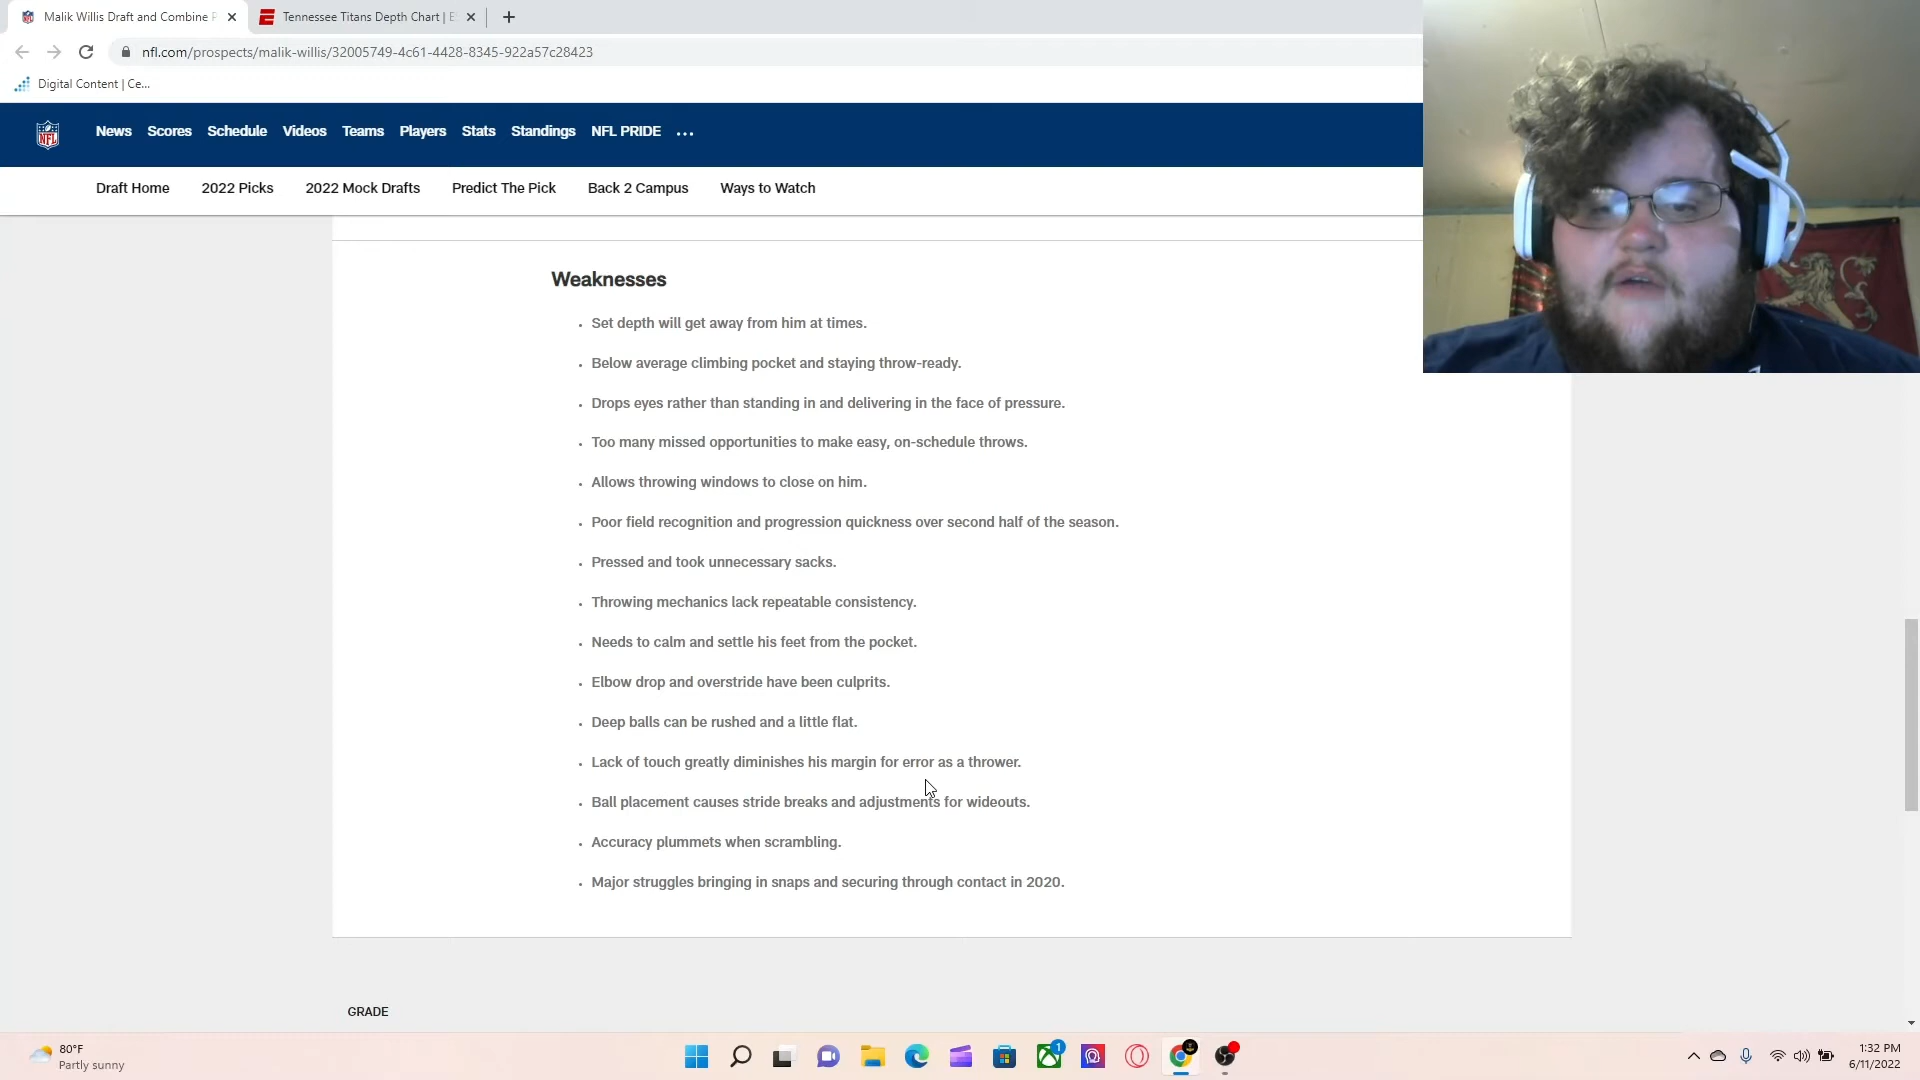 Malik Willis Draft and Combine P
Tennessee Titans Depth Chart | ES
nfl.com/prospects/malik-willis/32005749-4c61-4428-8345-922a57c28423
Digital Content | Ce...
NFL
News Scores Schedule Videos Teams Players Stats Standings NFL PRIDE ...
Draft Home 2022 Picks 2022 Mock Drafts Predict The Pick Back 2 Campus Ways to Watch
Weaknesses
• Set depth will get away from him at times.
• Below average climbing pocket and staying throw-ready.
• Drops eyes rather than standing in and delivering in the face of pressure.
• Too many missed opportunities to make easy, on-schedule throws.
• Allows throwing windows to close on him.
• Poor field recognition and progression quickness over second half of the season.
• Pressed and took unnecessary sacks.
• Throwing mechanics lack repeatable consistency.
• Needs to calm and settle his feet from the pocket.
• Elbow drop and overstride have been culprits.
• Deep balls can be rushed and a little flat.
• Lack of touch greatly diminishes his margin for error as a thrower.
• Ball placement causes stride breaks and adjustments for wideouts.
• Accuracy plummets when scrambling.
• Major struggles bringing in snaps and securing through contact in 2020.
GRADE
80°F
Partly sunny
1
1:32 PM
6/11/2022